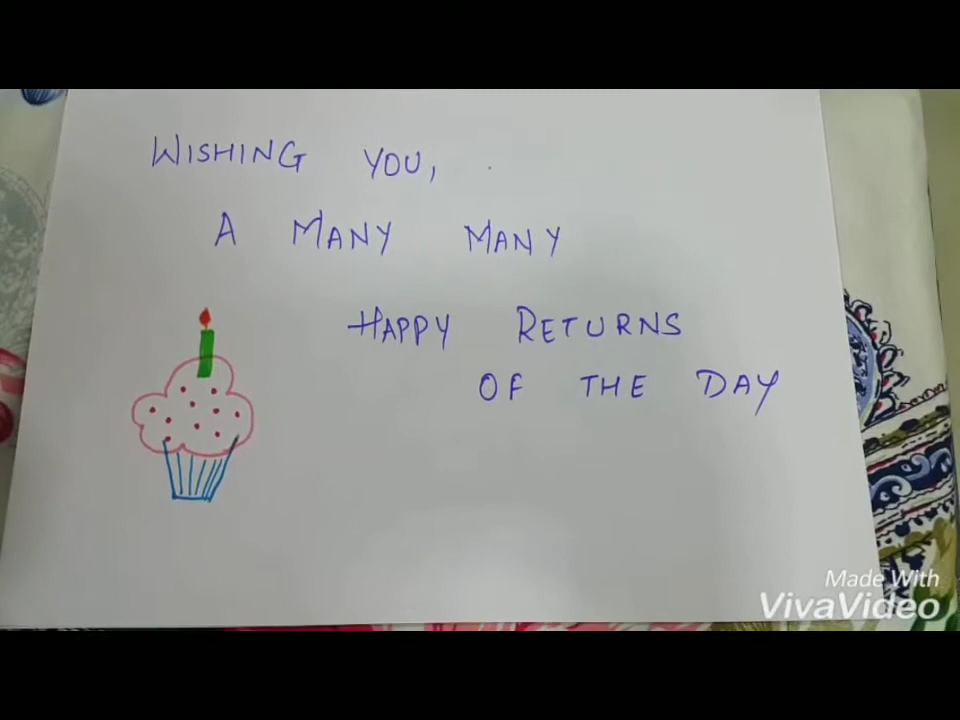 WISHING YOU,
A MANY MANY
HAPPY RETURNS
OF THE DAY
Made With
VivaVideo